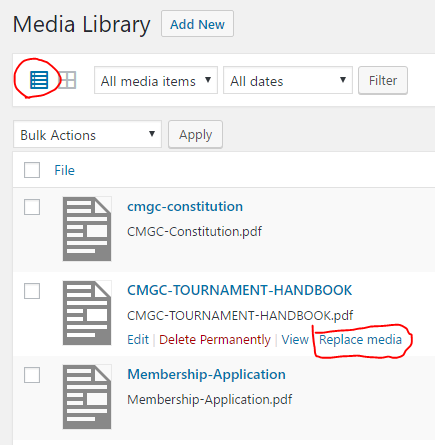 Media Library Add New
All media items All dates Filter
Bulk Actions Apply
File
cmgc-constitution
CMGC-Constitution.pdf
CMGC-TOURNAMENT-HANDBOOK
CMGC-TOURNAMENT-HANDBOOK.pdf
Edit | Delete Permanently | View | Replace media
Membership-Application
Membership-Application.pdf